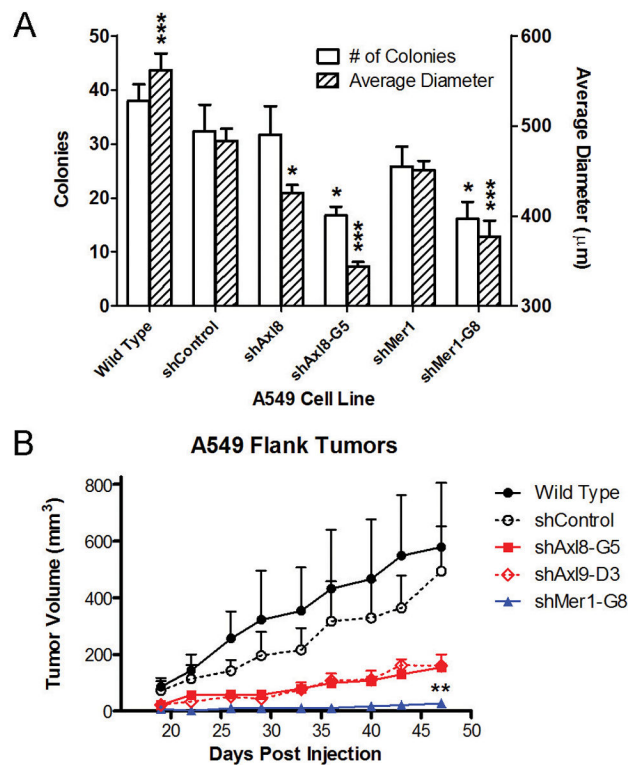 A
# of Colonies
Average Diameter
Colonies
50
40
30
20
10
0
***
*
*
***
*
***
600
500
400
300
Average Diameter (μm)
Wild Type
shControl
shAxl8
shAxl8-G5
shMer1
shMer1-G8
A549 Cell Line
B
A549 Flank Tumors
Tumor Volume (mm³)
800
600
400
200
0
**
20
25
30
35
40
45
50
Days Post Injection
Wild Type
shControl
shAxl8-G5
shAxl9-D3
shMer1-G8